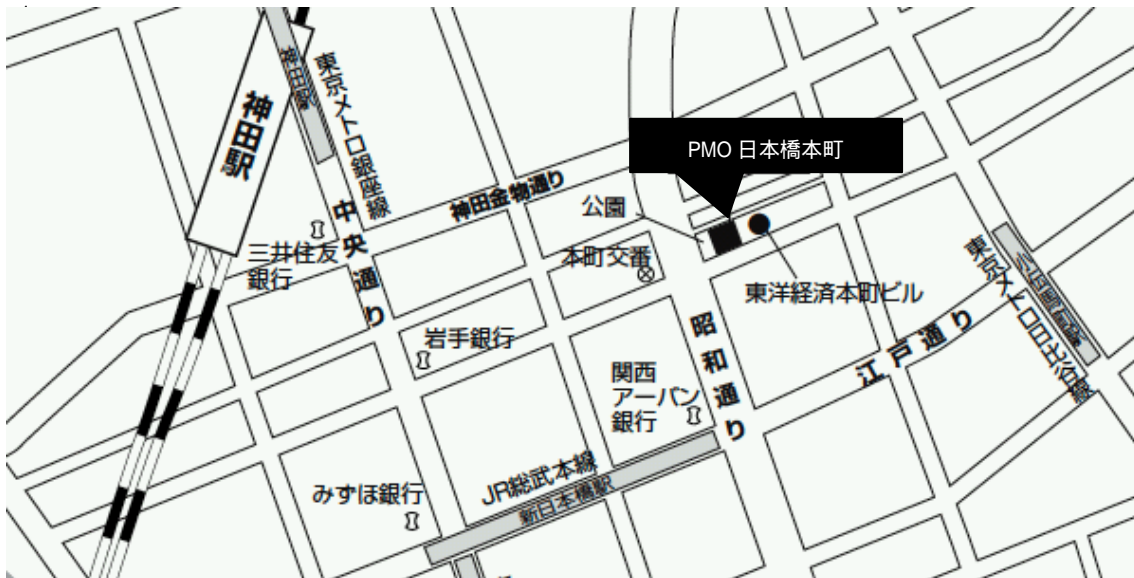 神田駅
神田駅
東京メトロ銀座線
PMO 日本橋本町
神田金物通り
公園
中央通り
三井住友
銀行
本町交番
東洋経済本町ビル
東京メトロ日比谷線
小伝馬町駅
岩手銀行
昭和通り
江戸通り
関西
アーバン
銀行
JR総武本線
新日本橋駅
みずほ銀行